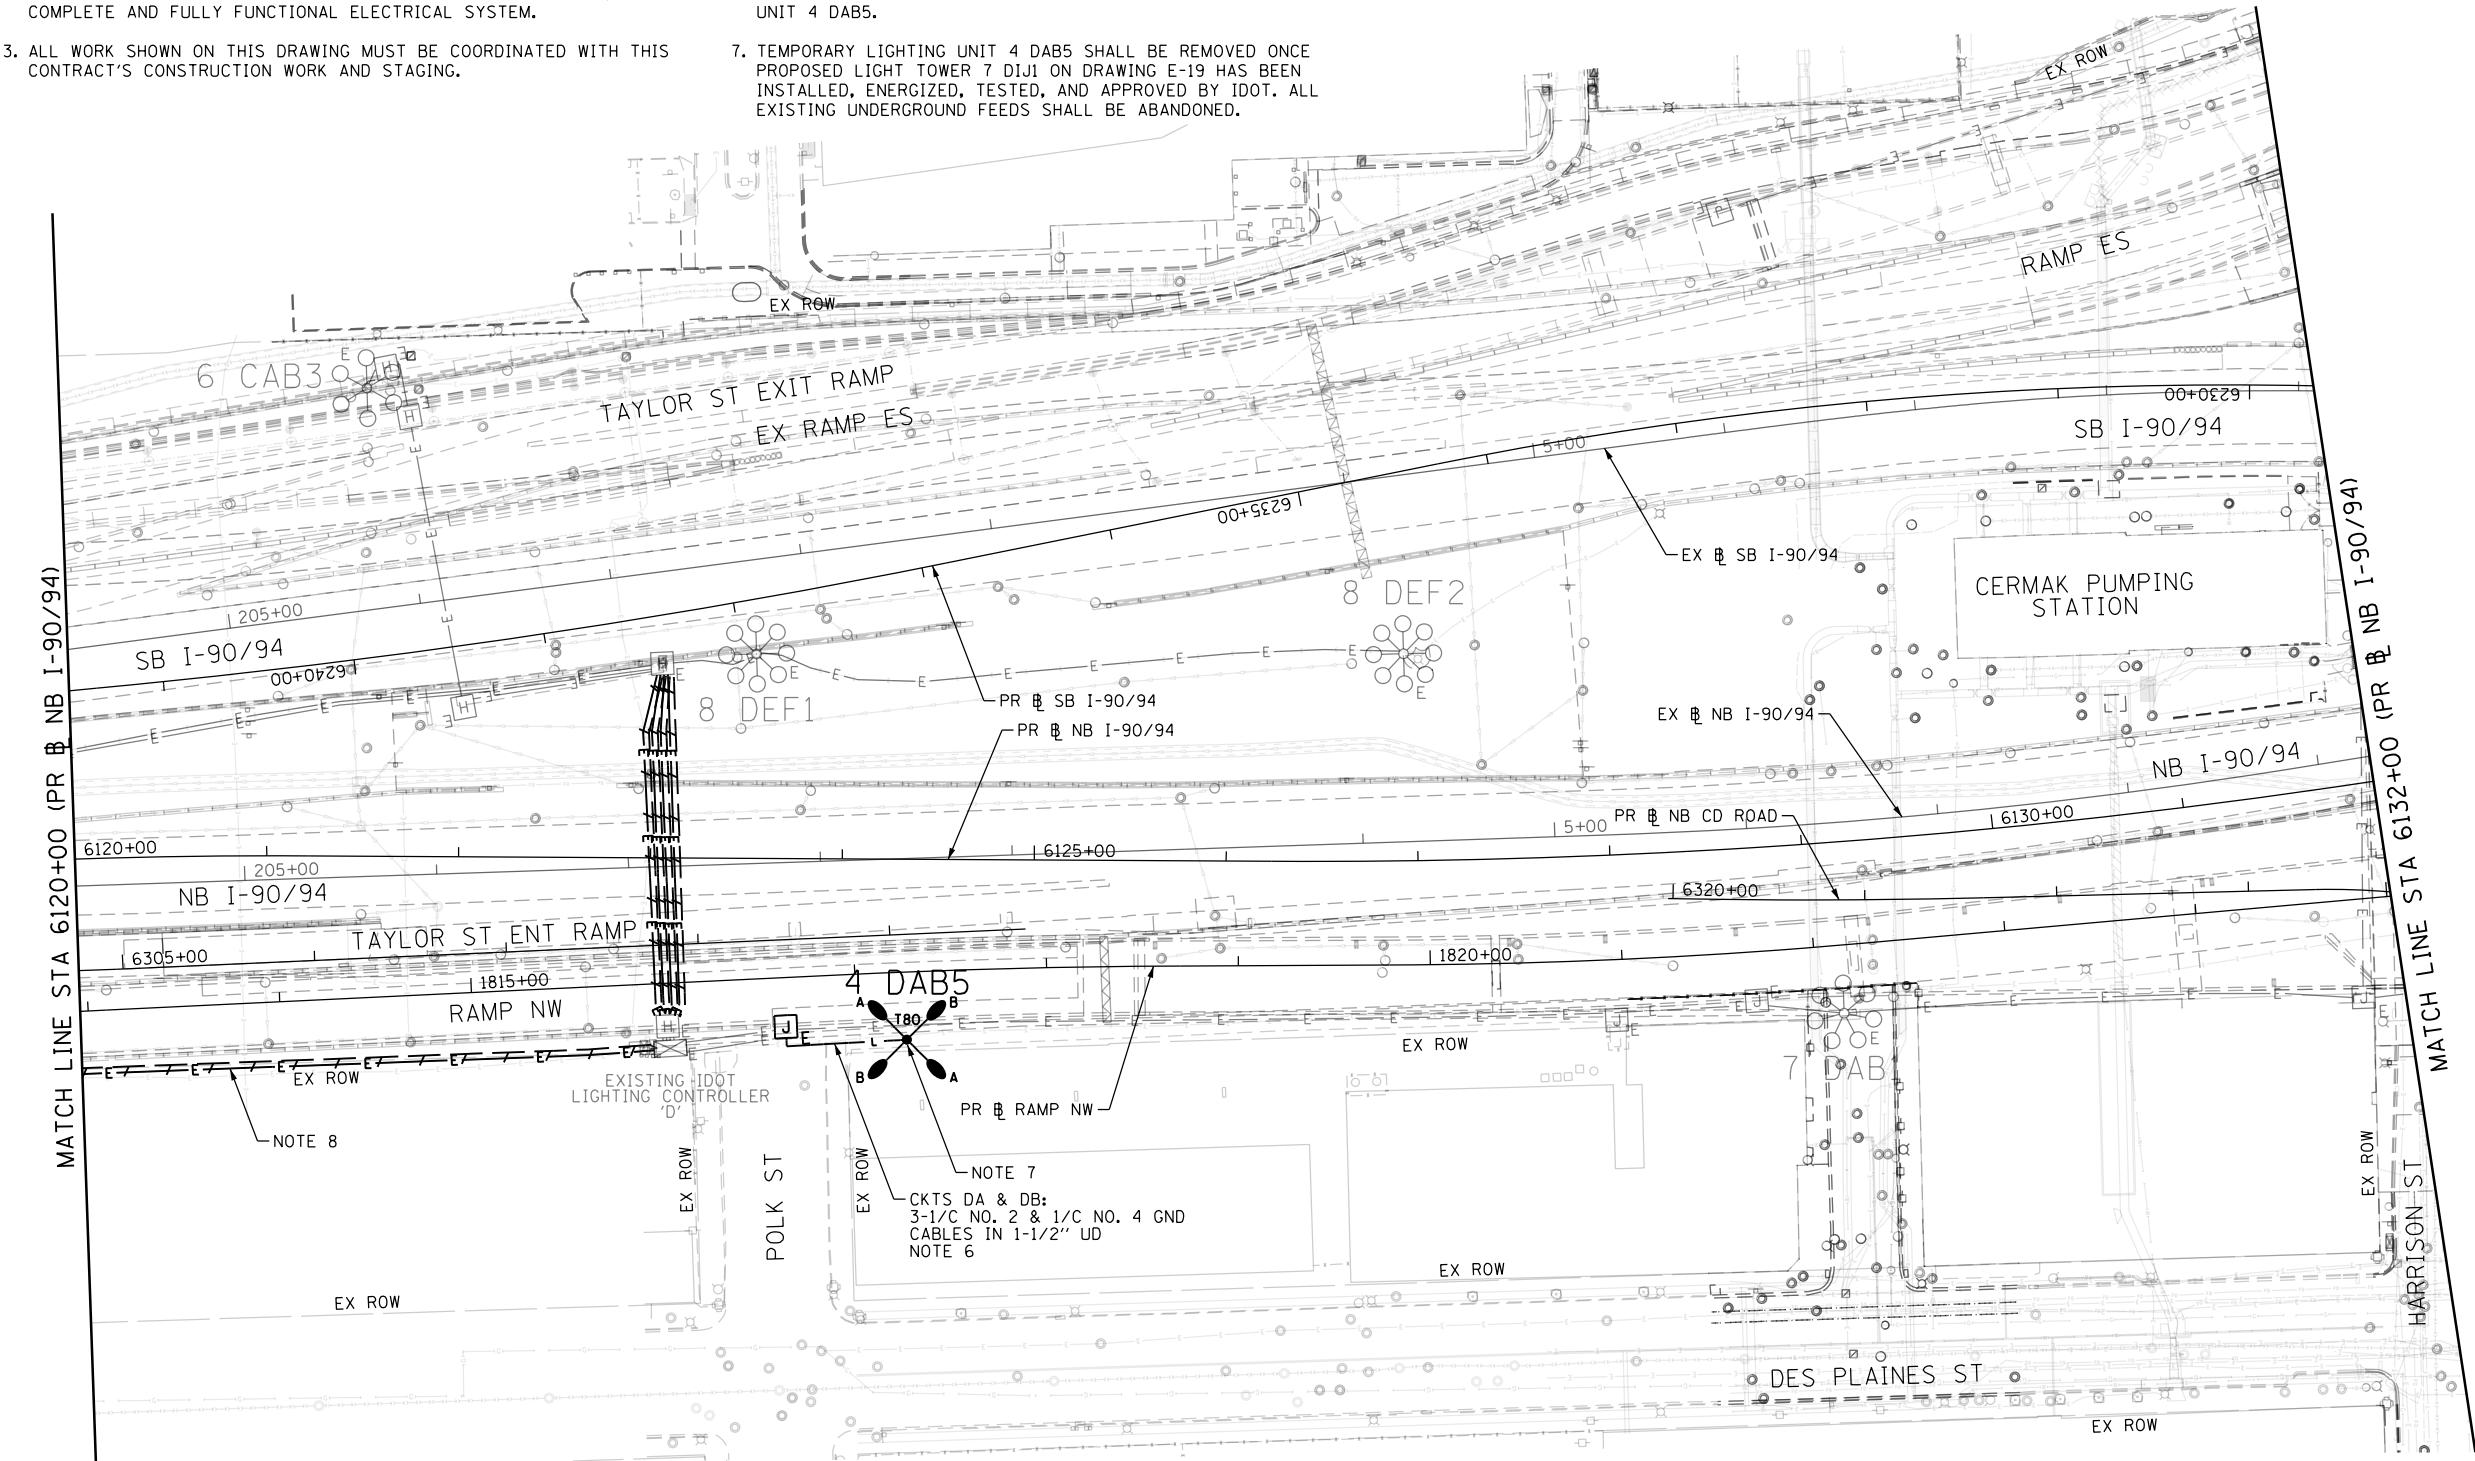 COMPLETE AND FULLY FUNCTIONAL ELECTRICAL SYSTEM.
3. ALL WORK SHOWN ON THIS DRAWING MUST BE COORDINATED WITH THIS
CONTRACT'S CONSTRUCTION WORK AND STAGING.
UNIT 4 DAB5.
7. TEMPORARY LIGHTING UNIT 4 DAB5 SHALL BE REMOVED ONCE
PROPOSED LIGHT TOWER 7 DIJ1 ON DRAWING E-19 HAS BEEN
INSTALLED, ENERGIZED, TESTED, AND APPROVED BY IDOT. ALL
EXISTING UNDERGROUND FEEDS SHALL BE ABANDONED.
EX ROW
RAMP ES
EX ROW
6 CAB3
TAYLOR ST EXIT RAMP
EX RAMP ES
6230+00
SB I-90/94
5+00
6235+00
EX BL SB I-90/94
8 DEF2
CERMAK PUMPING
STATION
205+00
SB I-90/94
6240+00
8 DEF1
PR BL SB I-90/94
PR BL NB I-90/94
EX BL NB I-90/94
NB I-90/94
PR BL NB CD ROAD
5+00
6130+00
6120+00
6125+00
205+00
NB I-90/94
6320+00
TAYLOR ST ENT RAMP
6305+00
1815+00
1820+00
RAMP NW
4 DAB5
A
B
T80
B
A
J
E
L
H
EX ROW
EX ROW
7 DAB1
EXISTING IDOT
LIGHTING CONTROLLER
'D'
PR BL RAMP NW
NOTE 8
NOTE 7
CKTS DA & DB:
3-1/C NO. 2 & 1/C NO. 4 GND
CABLES IN 1-1/2" UD
NOTE 6
EX ROW
POLK ST
EX ROW
EX ROW
EX ROW
EX ROW
HARRISON ST
DES PLAINES ST
EX ROW
MATCH LINE STA 6120+00 (PR BL NB I-90/94)
MATCH LINE STA 6132+00 (PR BL NB I-90/94)